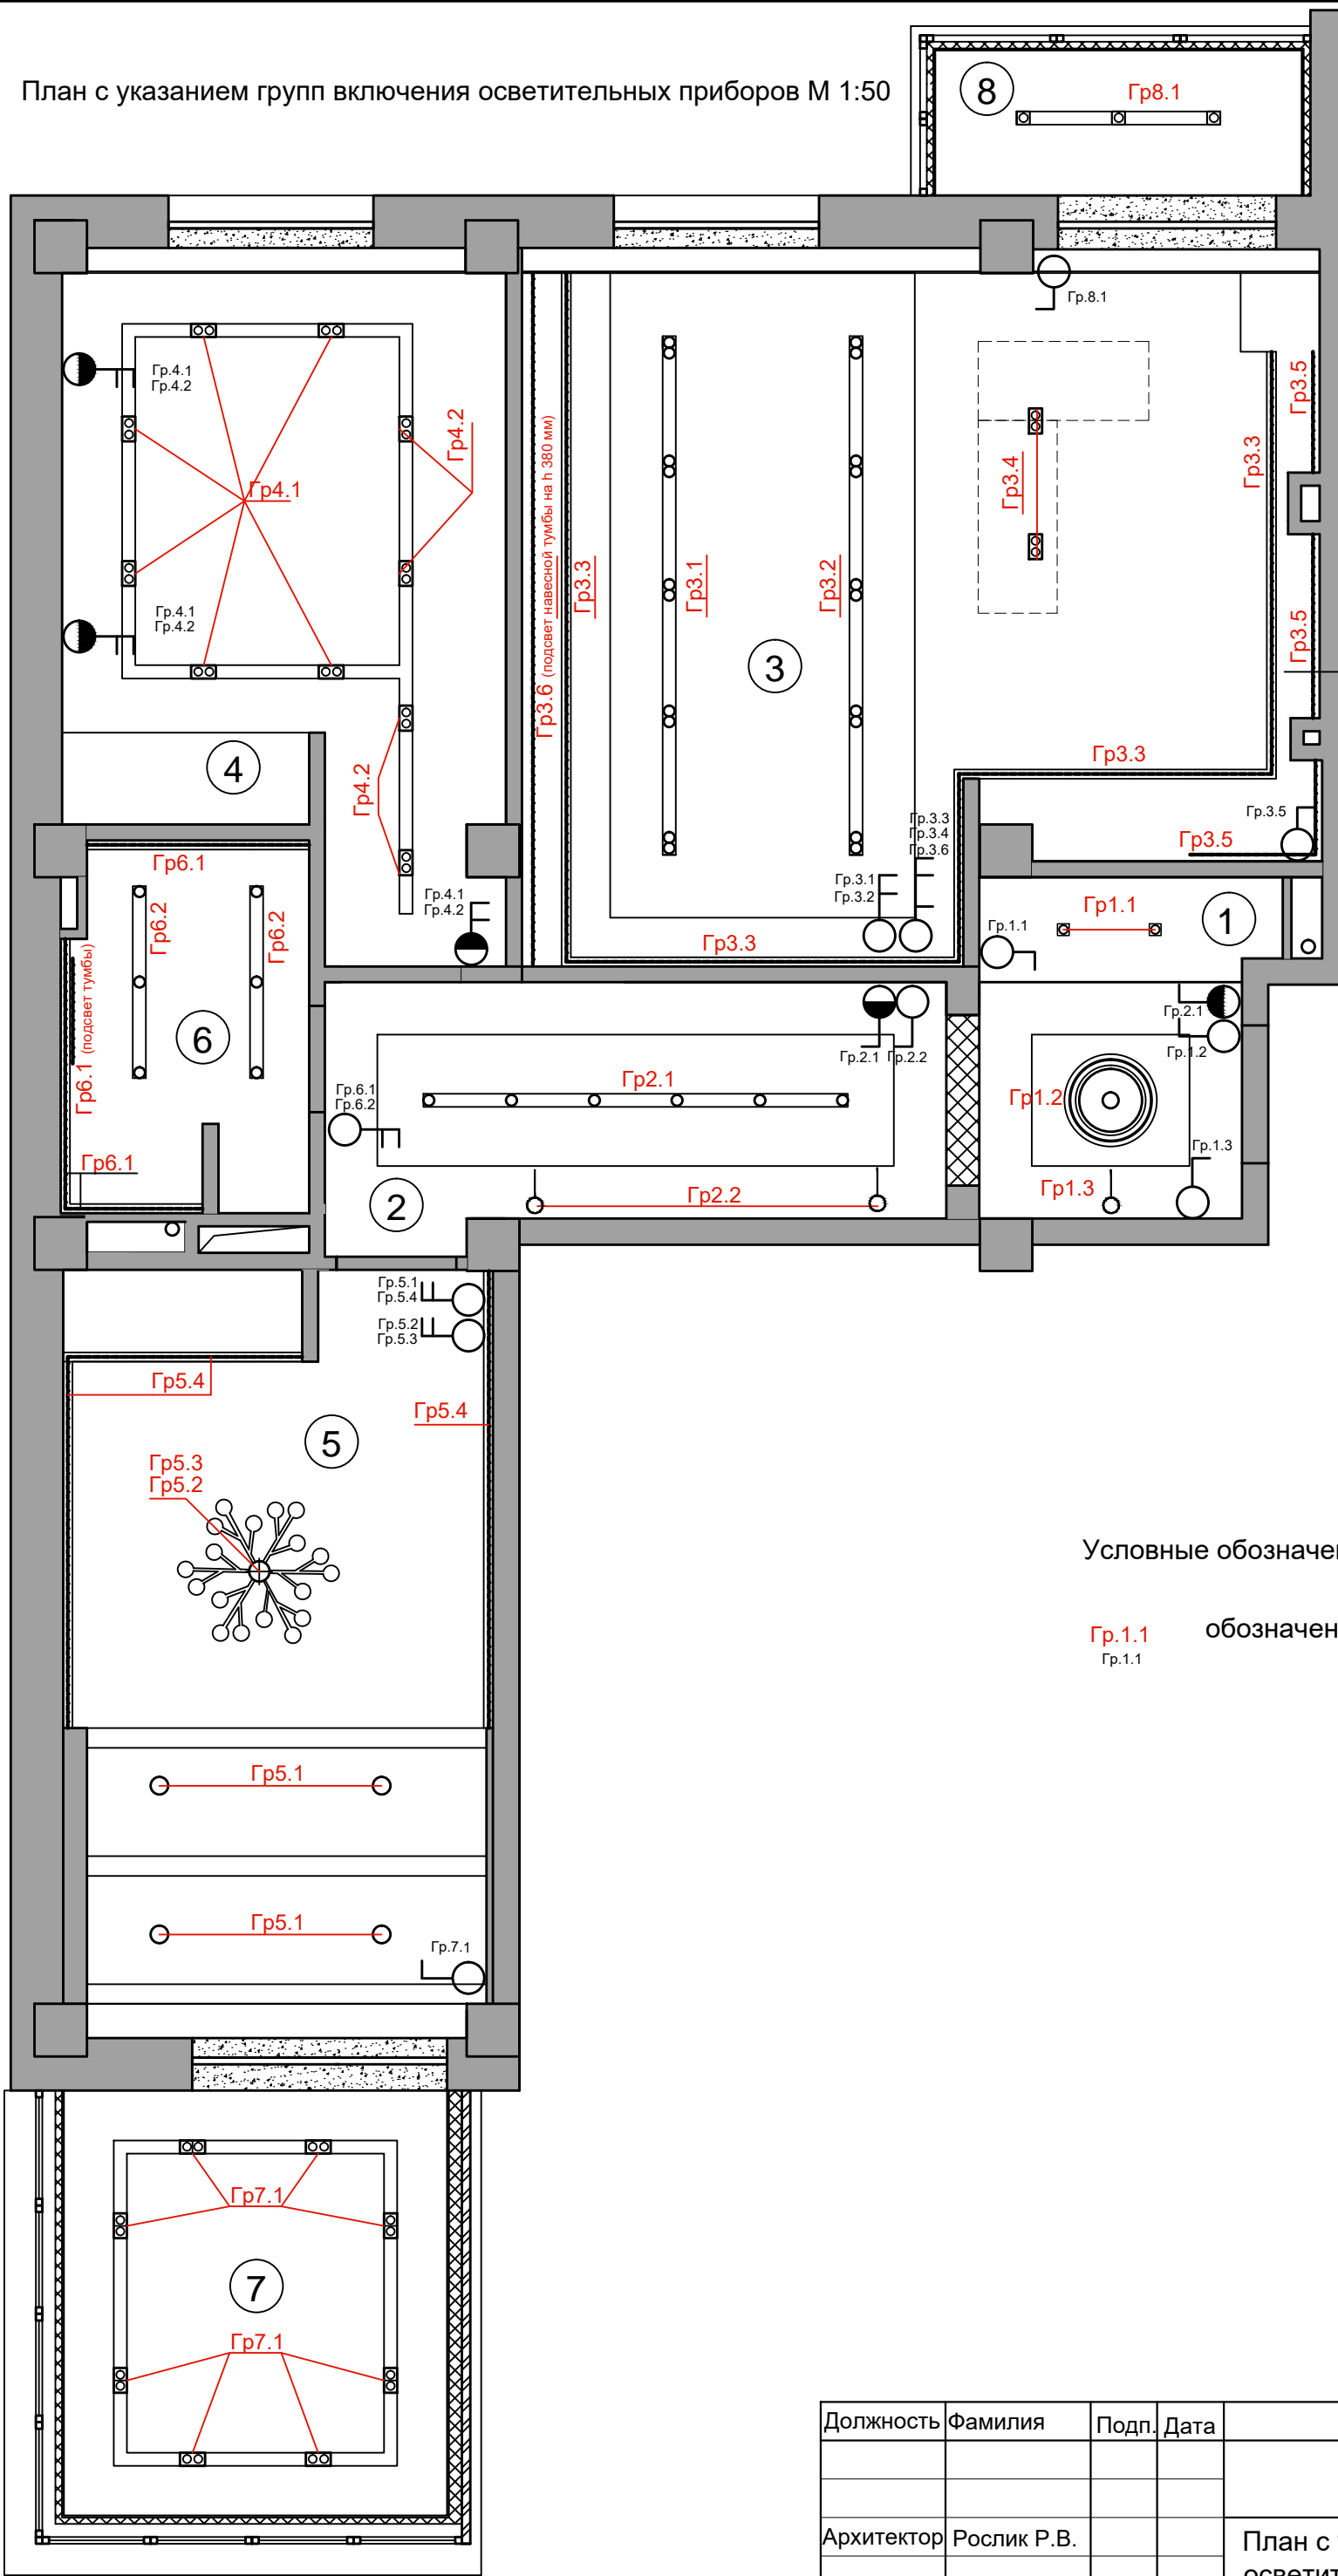 План с указанием групп включения осветительных приборов М 1:50
8
Гр8.1
Гр.8.1
Гр.4.1
Гр.4.2
Гр4.1
Гр4.2
Гр.4.1
Гр.4.2
Гр3.6 (подсвет навесной тумбы на h 380 мм)
Гр3.3
Гр3.1
Гр3.2
3
Гр3.4
Гр3.3
Гр3.5
Гр3.5
Гр3.3
4
Гр4.2
Гр.4.1
Гр.4.2
Гр.3.3
Гр.3.4
Гр.3.6
Гр.3.1
Гр.3.2
Гр3.3
Гр.3.5
Гр3.5
Гр1.1
1
Гр.1.1
Гр6.1
Гр6.2
Гр6.2
Гр6.1 (подсвет тумбы)
6
Гр6.1
Гр.6.1
Гр.6.2
Гр2.1
Гр.2.1
Гр.2.2
Гр2.2
2
Гр.2.1
Гр.1.2
Гр1.2
Гр.1.3
Гр1.3
Гр.5.1
Гр.5.4
Гр.5.2
Гр.5.3
Гр5.4
Гр5.4
5
Гр5.3
Гр5.2
Гр5.1
Гр5.1
Гр.7.1
Гр7.1
7
Гр7.1
Условные обозначе
Гр.1.1
Гр.1.1
обозначен
Должность Фамилия Подп. Дата
Архитектор Рослик Р.В.
План с